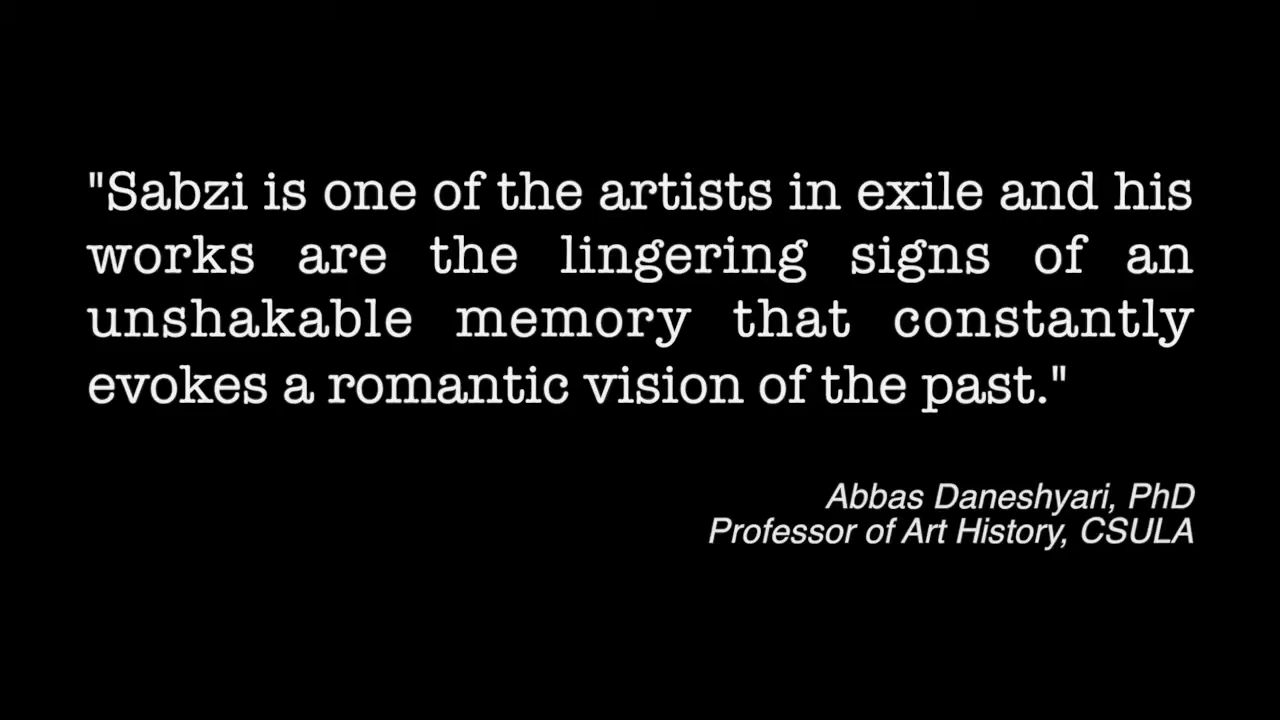 "Sabzi is one of the artists in exile and his
works are the lingering signs of an
unshakable memory that constantly
evokes a romantic vision of the past."
Abbas Daneshyari, PhD
Professor of Art History, CSULA